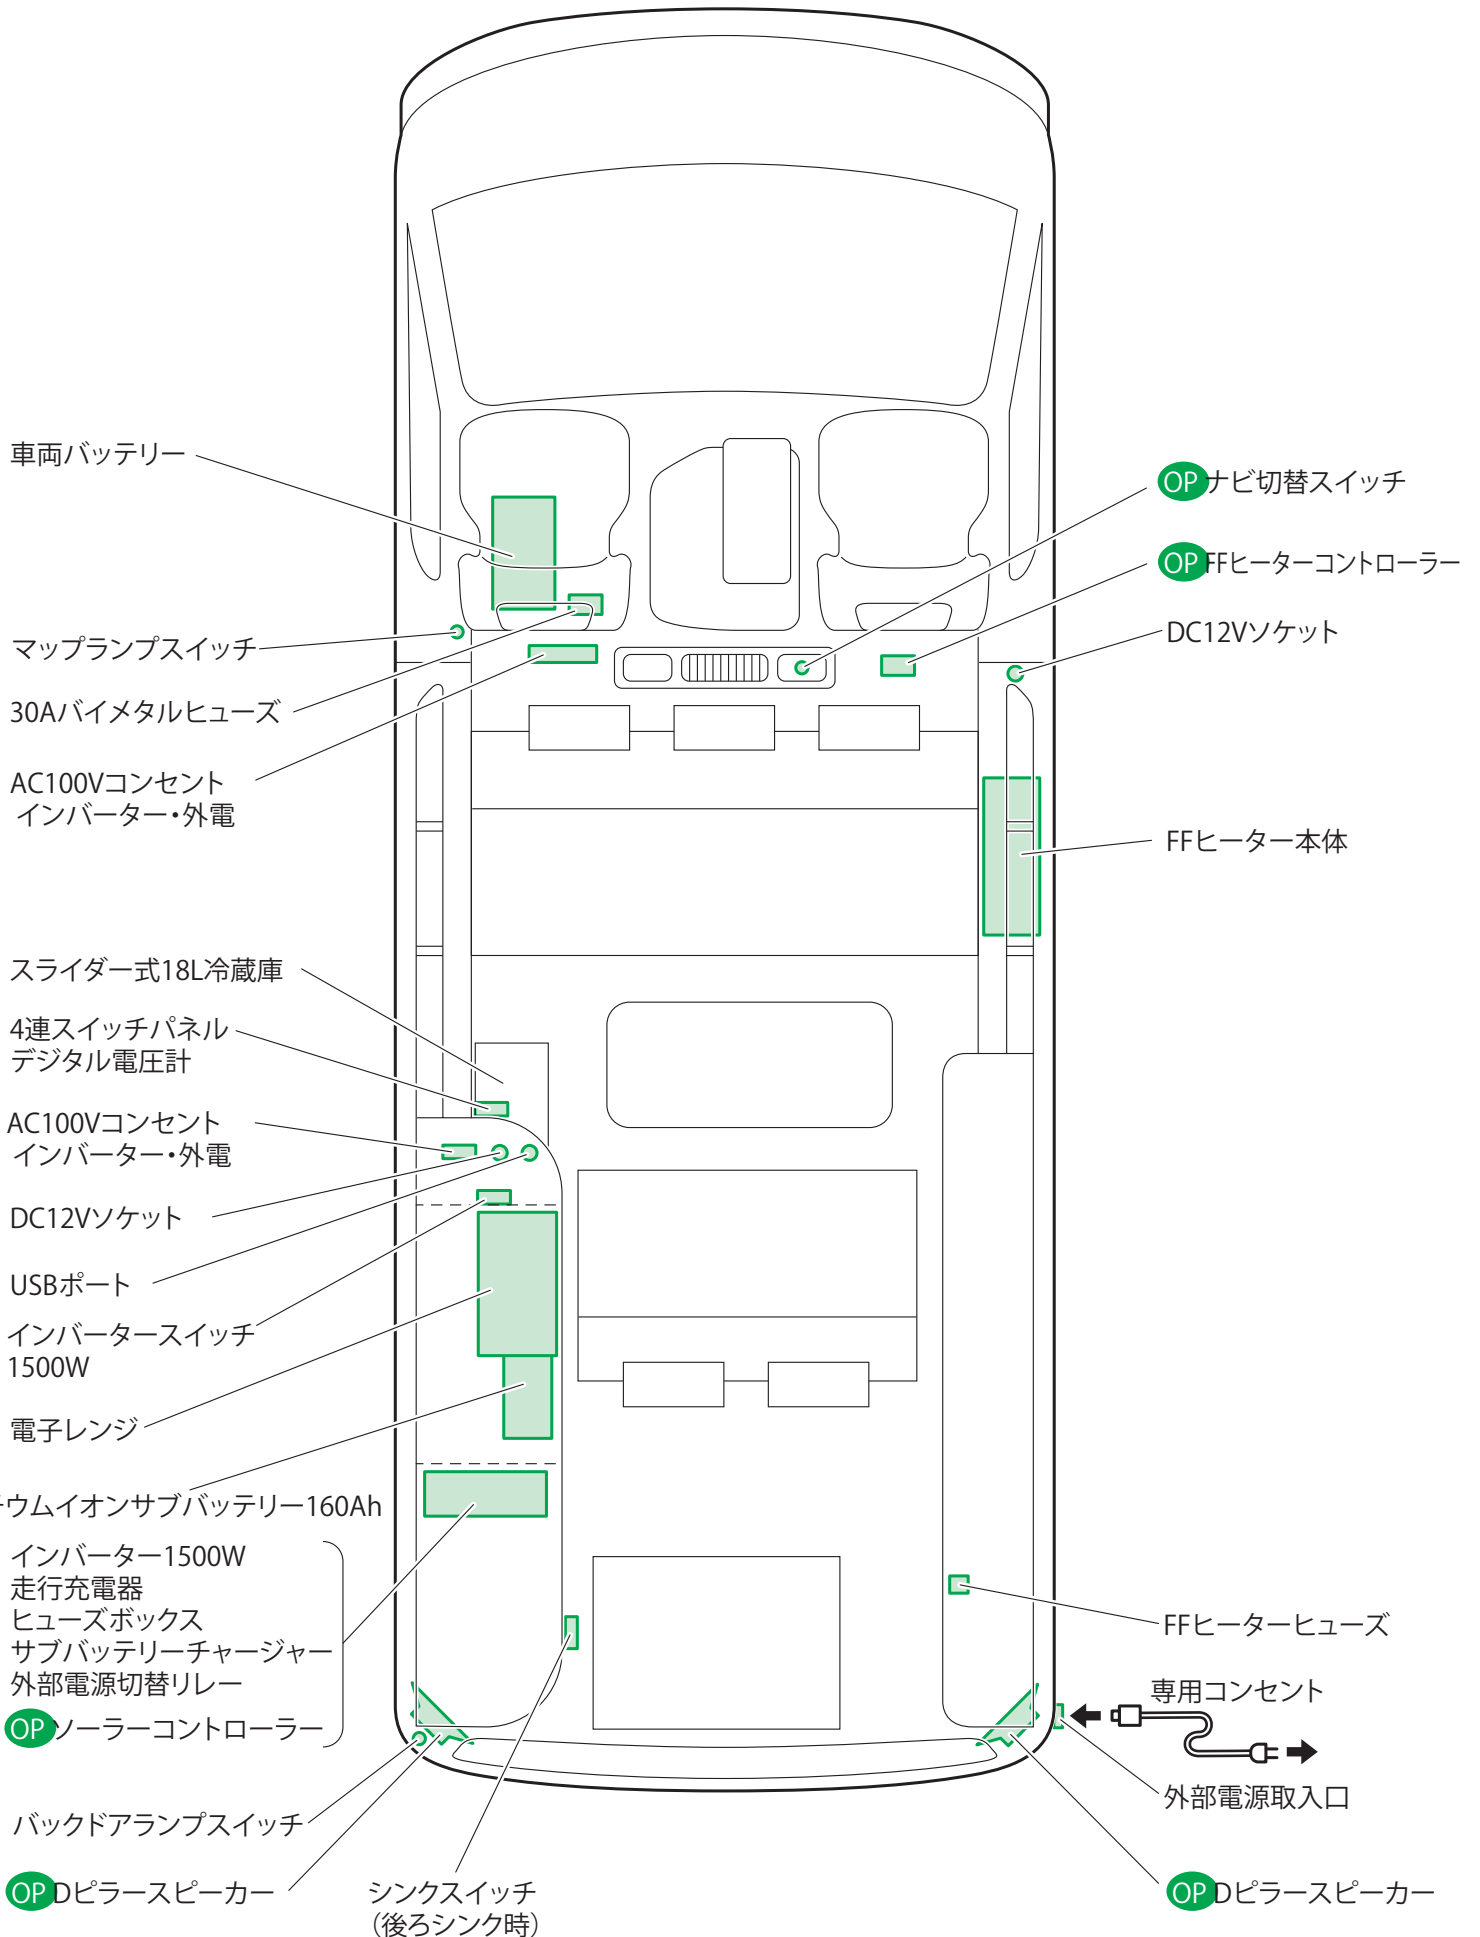 車両バッテリー
マップランプスイッチ
30Aバイメタルヒューズ
AC100Vコンセント
インバーター・外電
スライダー式18L冷蔵庫
4連スイッチパネル
デジタル電圧計
AC100Vコンセント
インバーター・外電
DC12Vソケット
USBポート
インバータースイッチ
1500W
電子レンジ
ウムイオンサブバッテリー160Ah
インバーター1500W
走行充電器
ヒューズボックス
サブバッテリーチャージャー
外部電源切替リレー
OP ソーラーコントローラー
バックドアランプスイッチ
OP Dピラースピーカー
シンクスイッチ
（後ろシンク時）
OP ナビ切替スイッチ
OP FFヒーターコントローラー
DC12Vソケット
FFヒーター本体
FFヒーターヒューズ
専用コンセント
外部電源取入口
OP Dピラースピーカー